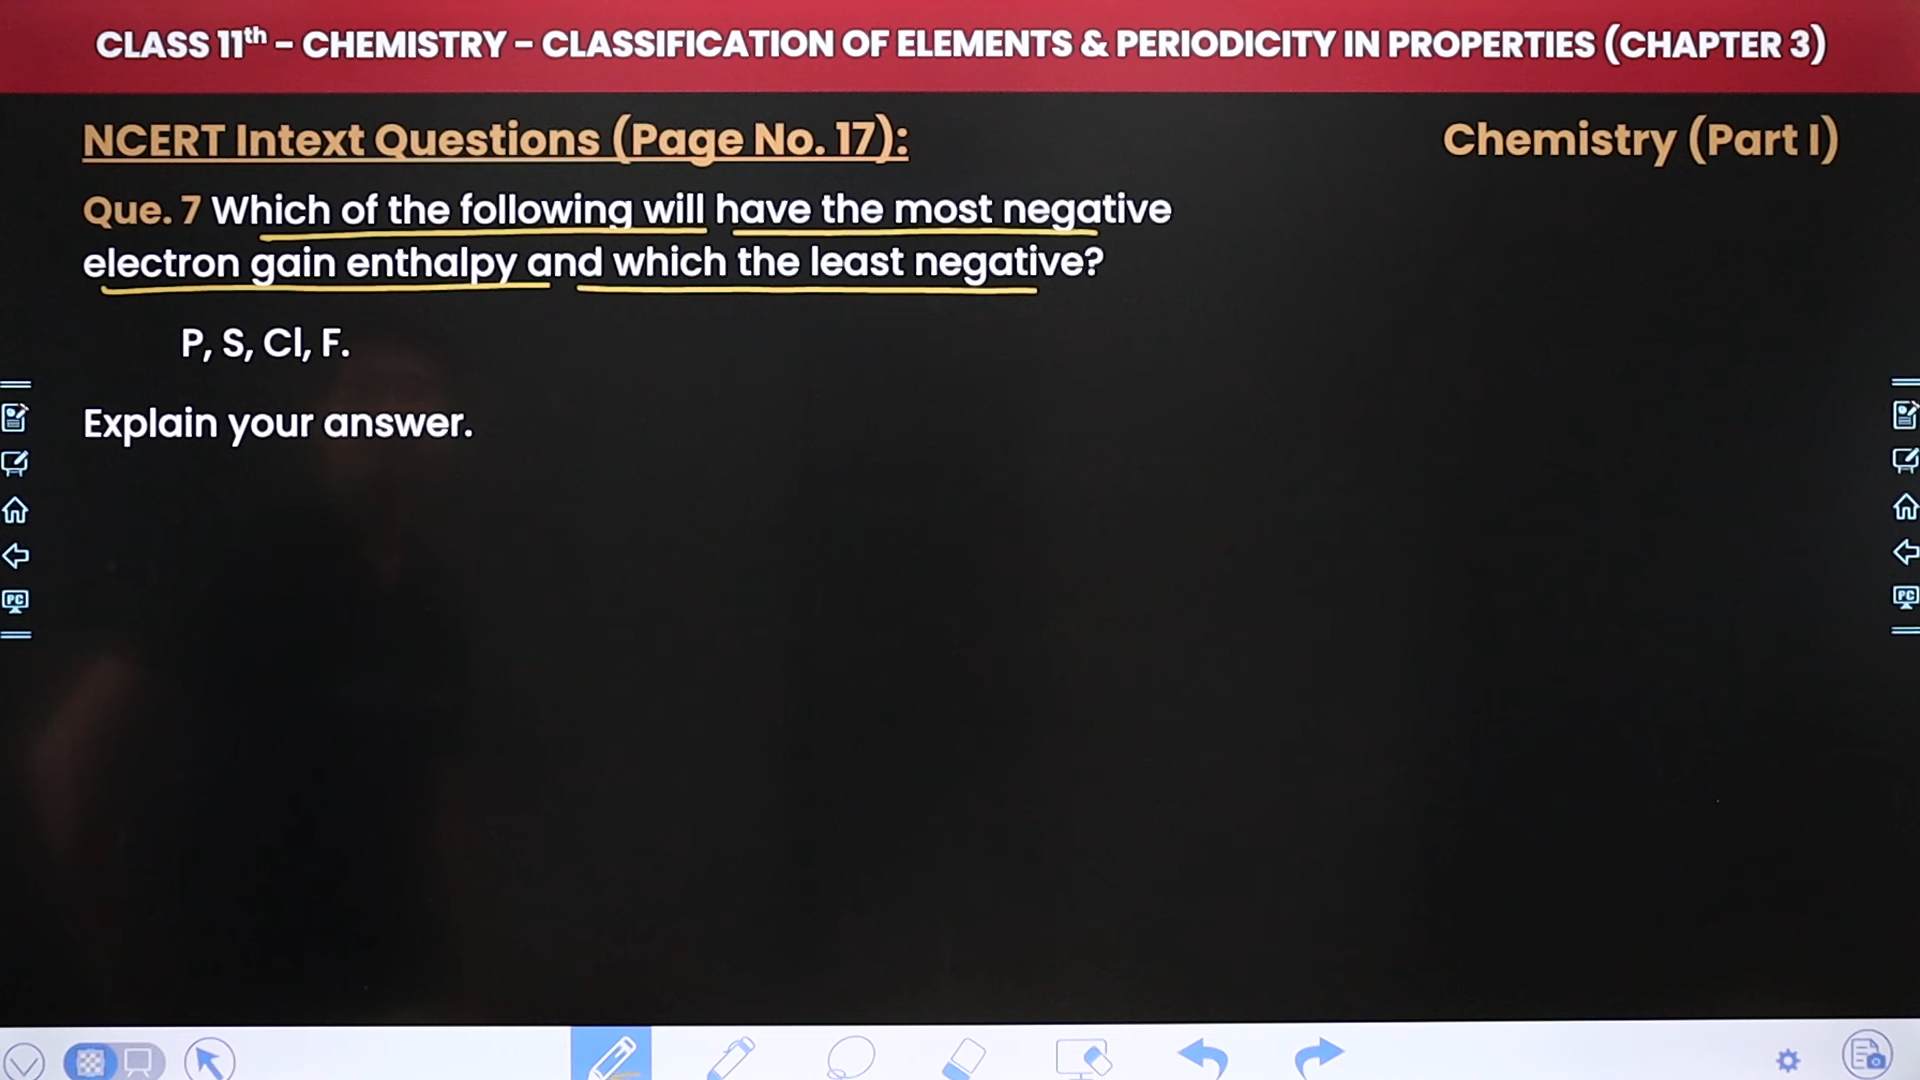 CLASS 11th – CHEMISTRY – CLASSIFICATION OF ELEMENTS & PERIODICITY IN PROPERTIES (CHAPTER 3)
NCERT Intext Questions (Page No. 17):
Chemistry (Part I)
Que. 7 Which of the following will have the most negative
electron gain enthalpy and which the least negative?
P, S, Cl, F.
Explain your answer.
PC
PC